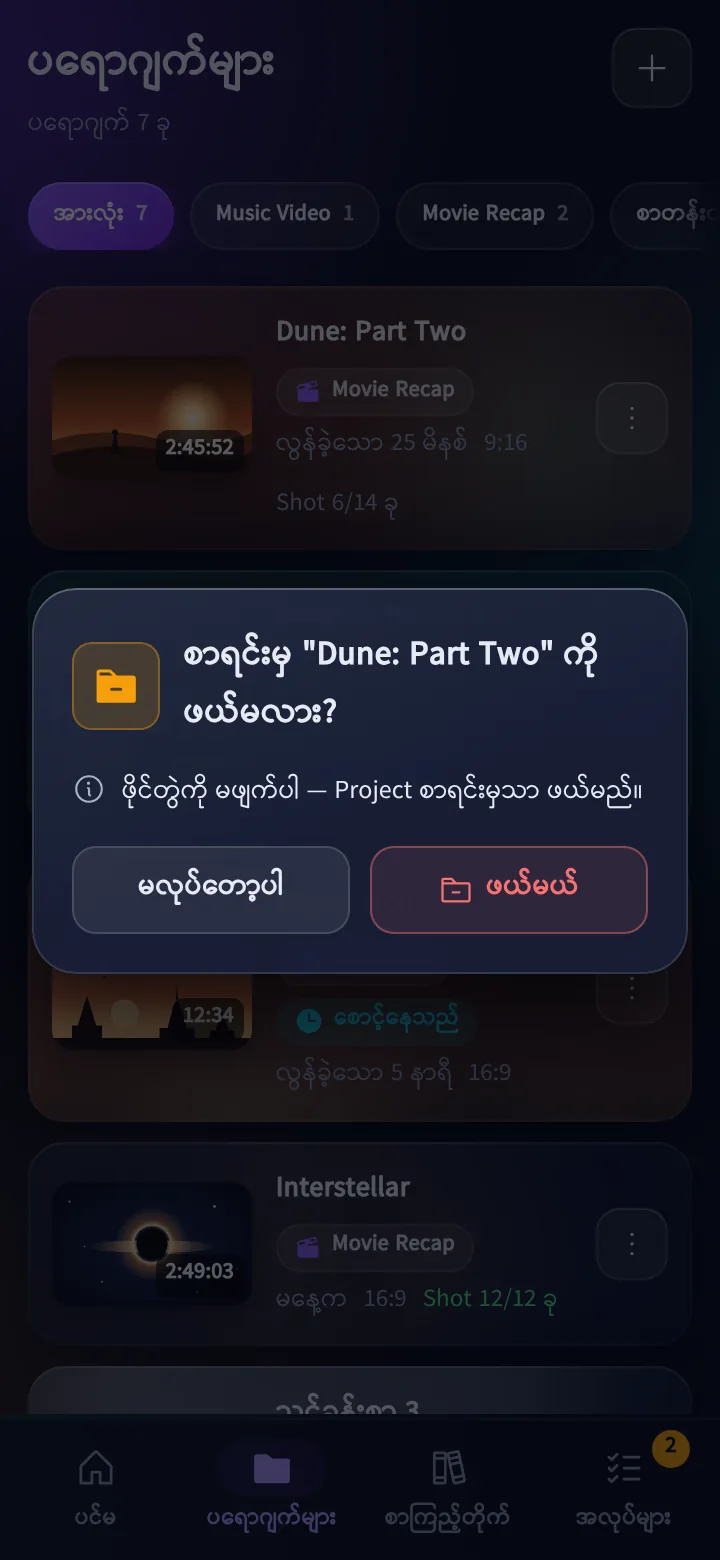 ပရောဂျက်များ
ပရောဂျက် 7 ခု
အားလုံး 7
Music Video 1
Movie Recap 2
Dune: Part Two
Movie Recap
2:45:52
လွန်ခဲ့သော 25 မိနစ် 9:16
Shot 6/14 ခု
စာရင်းမှ "Dune: Part Two" ကို
ဖယ်မလား?
ဖိုင်တွဲကို မဖျက်ပါ — Project စာရင်းမှသာ ဖယ်မည်။
မလုပ်တော့ပါ
ဖယ်မယ်
12:34
စောင့်နေသည်
လွန်ခဲ့သော 5 နာရီ 16:9
Interstellar
Movie Recap
2:49:03
မနေ့က 16:9 Shot 12/12 ခု
2
ပင်မ
ပရောဂျက်များ
စာကြည့်တိုက်
အလုပ်များ